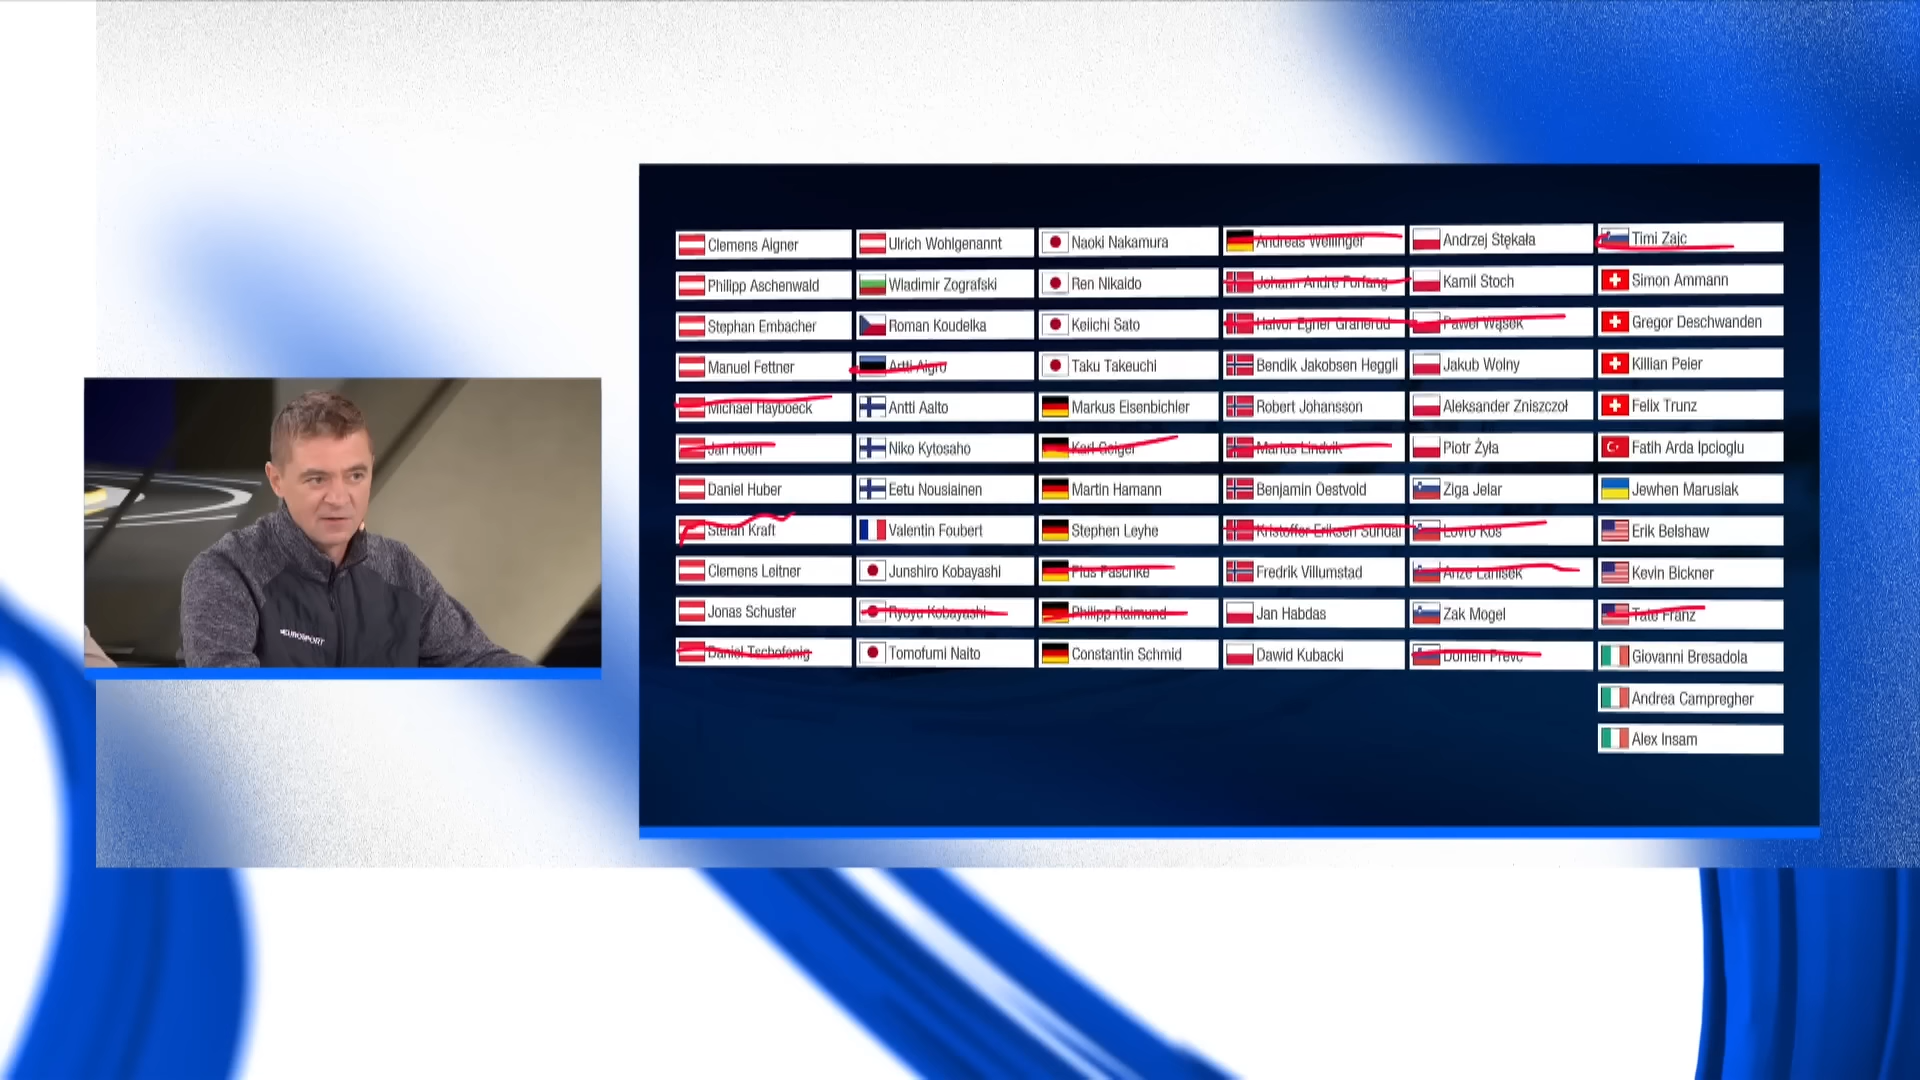 Clemens Aigner
Philipp Aschenwald
Stephan Embacher
Manuel Fettner
Michael Hayboeck
Jan Hoerl
Daniel Huber
Stefan Kraft
Clemens Leitner
Jonas Schuster
Daniel Tschofenig
Ulrich Wohlgenannt
Wladimir Zografski
Roman Koudelka
Artti Aigro
Antti Aalto
Niko Kytosaho
Eetu Nousiainen
Valentin Foubert
Junshiro Kobayashi
Ryoyu Kobayashi
Tomofumi Naito
Naoki Nakamura
Ren Nikaido
Keiichi Sato
Taku Takeuchi
Markus Eisenbichler
Karl Geiger
Martin Hamann
Stephen Leyhe
Pius Paschke
Philipp Raimund
Constantin Schmid
Andreas Wellinger
Johann Andre Forfang
Halvor Egner Granerud
Bendik Jakobsen Heggli
Robert Johansson
Marius Lindvik
Benjamin Oestvold
Kristoffer Eriksen Sundal
Fredrik Villumstad
Jan Habdas
Dawid Kubacki
Andrzej Stękała
Kamil Stoch
Paweł Wąsek
Jakub Wolny
Aleksander Zniszczoł
Piotr Żyła
Ziga Jelar
Lovro Kos
Anze Lanisek
Zak Mogel
Domen Prevc
Timi Zajc
Simon Ammann
Gregor Deschwanden
Killian Peier
Felix Trunz
Fatih Arda Ipcioglu
Jewhen Marusiak
Erik Belshaw
Kevin Bickner
Tate Franz
Giovanni Bresadola
Andrea Campregher
Alex Insam
EUROSPORT